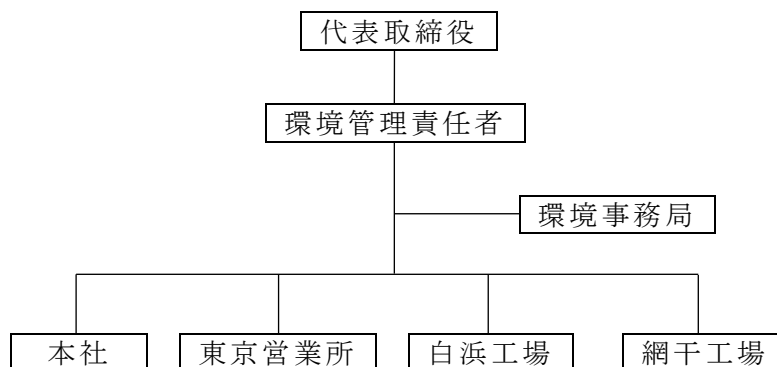 代表取締役
環境管理責任者
環境事務局
本社
東京営業所
白浜工場
網干工場